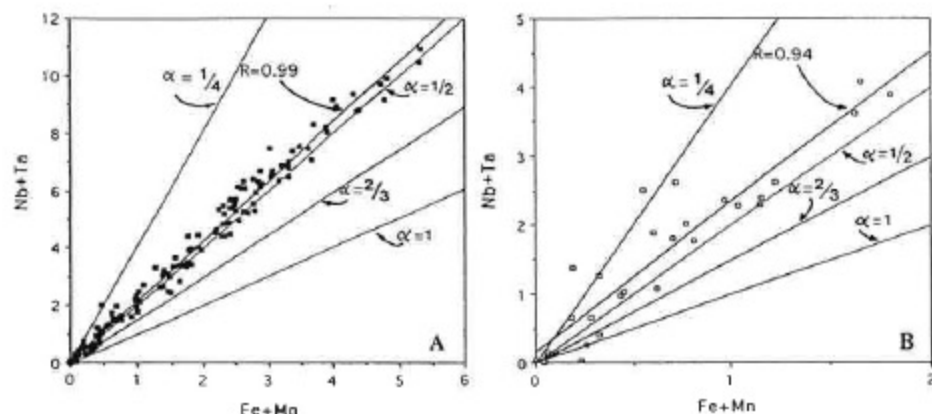 12
10
8
6
4
2
0
Nb+Ta
α = 1/4
R=0.99
α=1/2
α=2/3
α=1
A
0 1 2 3 4 5 6
Fe+Mn
5
4
3
2
1
0
Nb+Ta
α=1/4
R=0.94
α=1/2
α=2/3
α=1
B
0 1 2
Fe+Mn